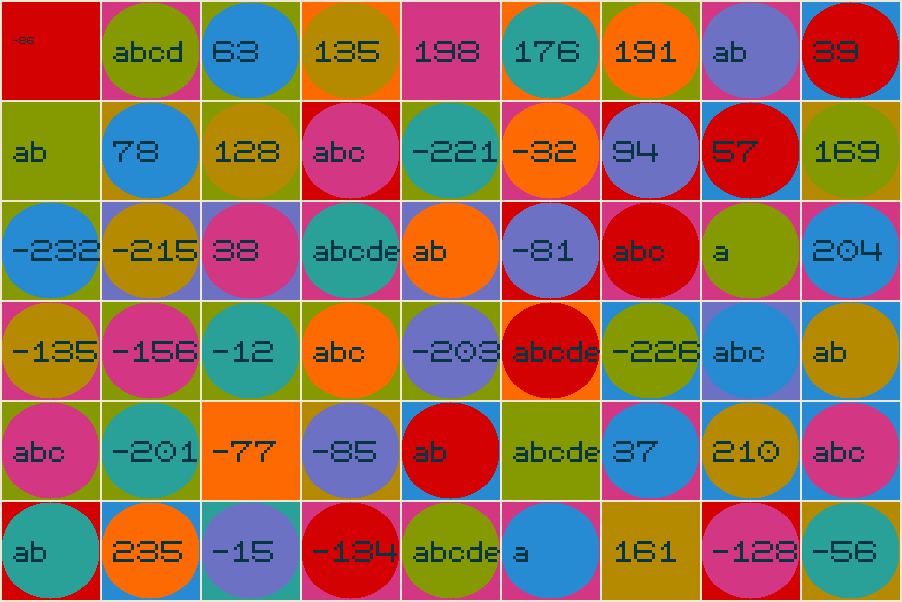 abcd 63 135 198 176 191 ab 39
ab 78 128 abc -221 -32 94 57 169
-232 -215 38 abcde ab -81 abc a 204
-135 -156 -12 abc -203 abcde -226 abc ab
abc -201 -77 -85 ab abcde 37 210 abc
ab 235 -15 -134 abcde a 161 -128 -56